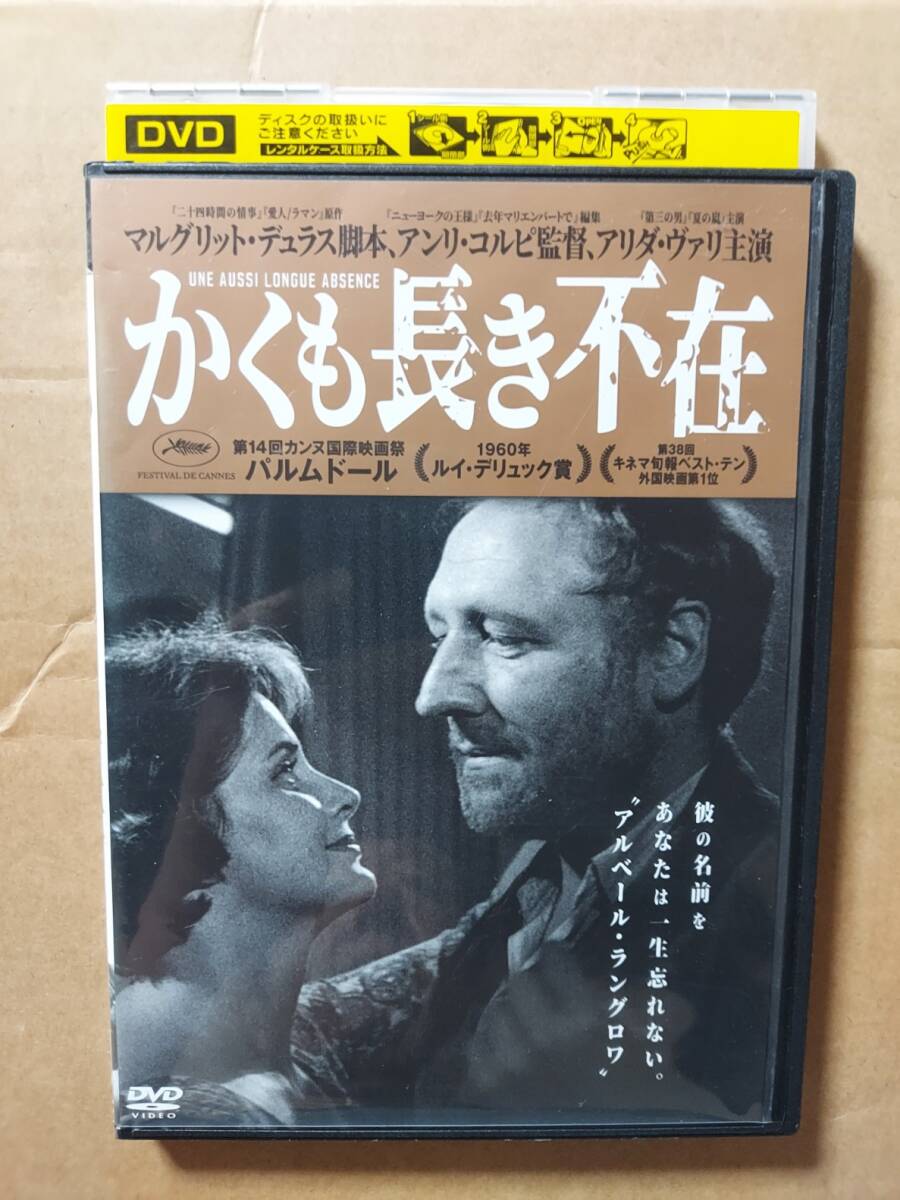 DVD
ディスクの取扱いに
ご注意ください
レンタルケース取扱方法
1
2
3
4
OPEN
PUSH
『二十四時間の情事』『愛人/ラマン』原作
『ニューヨークの王様』『去年マリエンバートで』編集
『第三の男』『夏の嵐』主演
マルグリット・デュラス脚本、アンリ・コルピ監督、アリダ・ヴァリ主演
UNE AUSSI LONGUE ABSENCE
かくも長き不在
FESTIVAL DE CANNES
第14回カンヌ国際映画祭
パルムドール
1960年
ルイ・デリュック賞
第38回
キネマ旬報ベスト・テン
外国映画第1位
彼の名前を
あなたは一生忘れない。
〝アルベール・ラングロワ〟
DVD
VIDEO